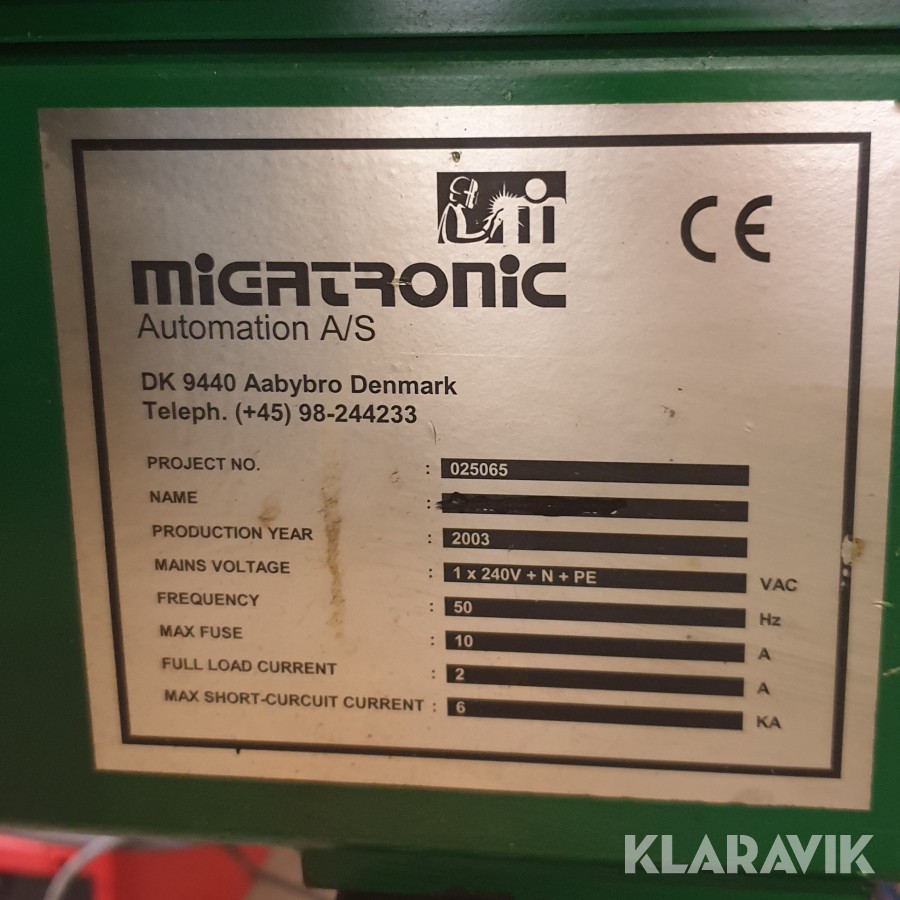 CE
MIGATRONIC
Automation A/S
DK 9440 Aabybro Denmark
Teleph. (+45) 98-244233
PROJECT NO. : 025065
NAME :
PRODUCTION YEAR : 2003
MAINS VOLTAGE : 1 x 240V + N + PE VAC
FREQUENCY : 50 Hz
MAX FUSE : 10 A
FULL LOAD CURRENT : 2 A
MAX SHORT-CURCUIT CURRENT : 6 KA
KLARAVIK